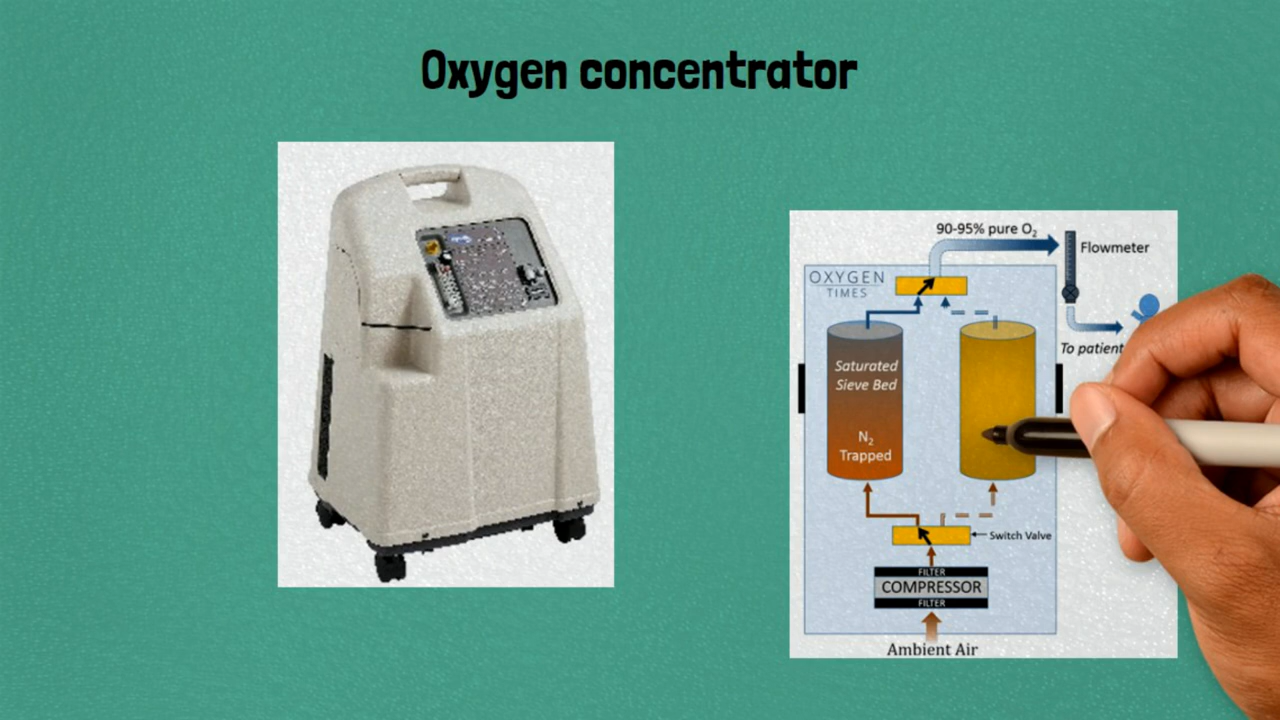 Oxygen concentrator
90-95% pure O₂
Flowmeter
OXYGEN
TIMES
To patient
Saturated
Sieve Bed
N₂
Trapped
Switch Valve
FILTER
COMPRESSOR
FILTER
Ambient Air